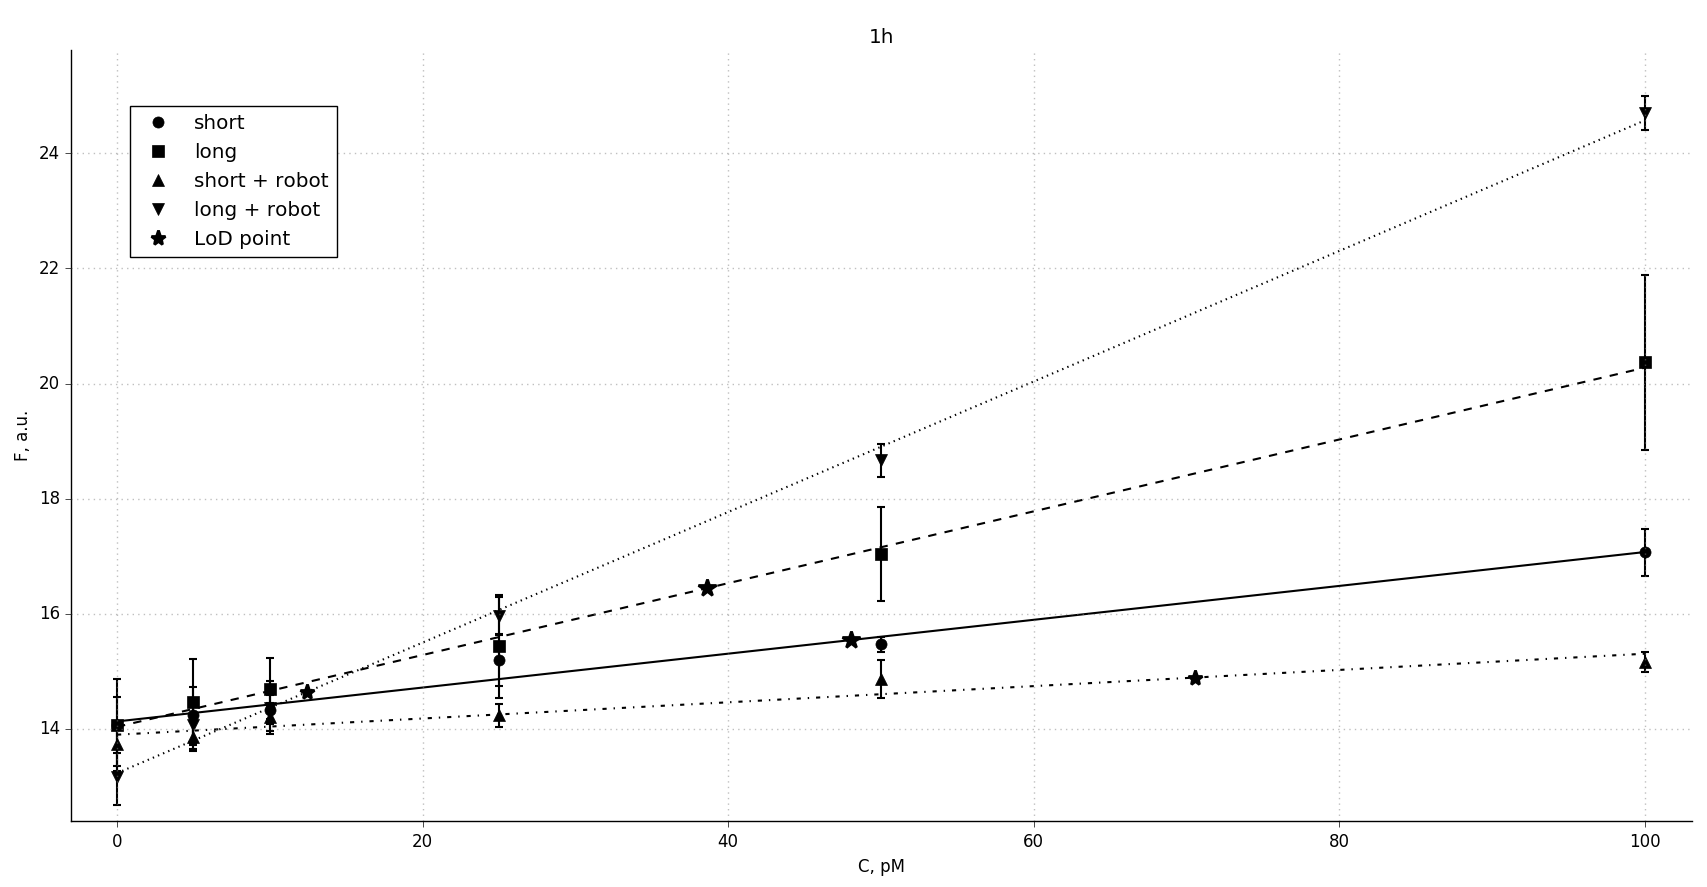 1h
short
long
short + robot
long + robot
LoD point
F, a.u.
24
22
20
18
16
14
0 20 40 60 80 100
C, pM